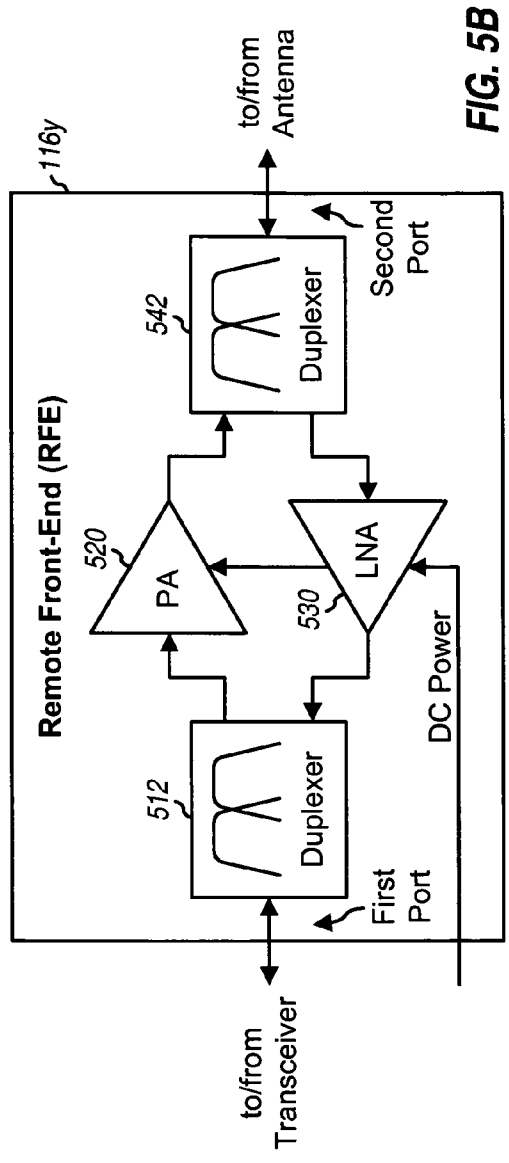 116y
Remote Front-End (RFE)
to/from
Transceiver
First
Port
512
Duplexer
520
PA
530
LNA
DC Power
542
Duplexer
Second
Port
to/from
Antenna
FIG. 5B